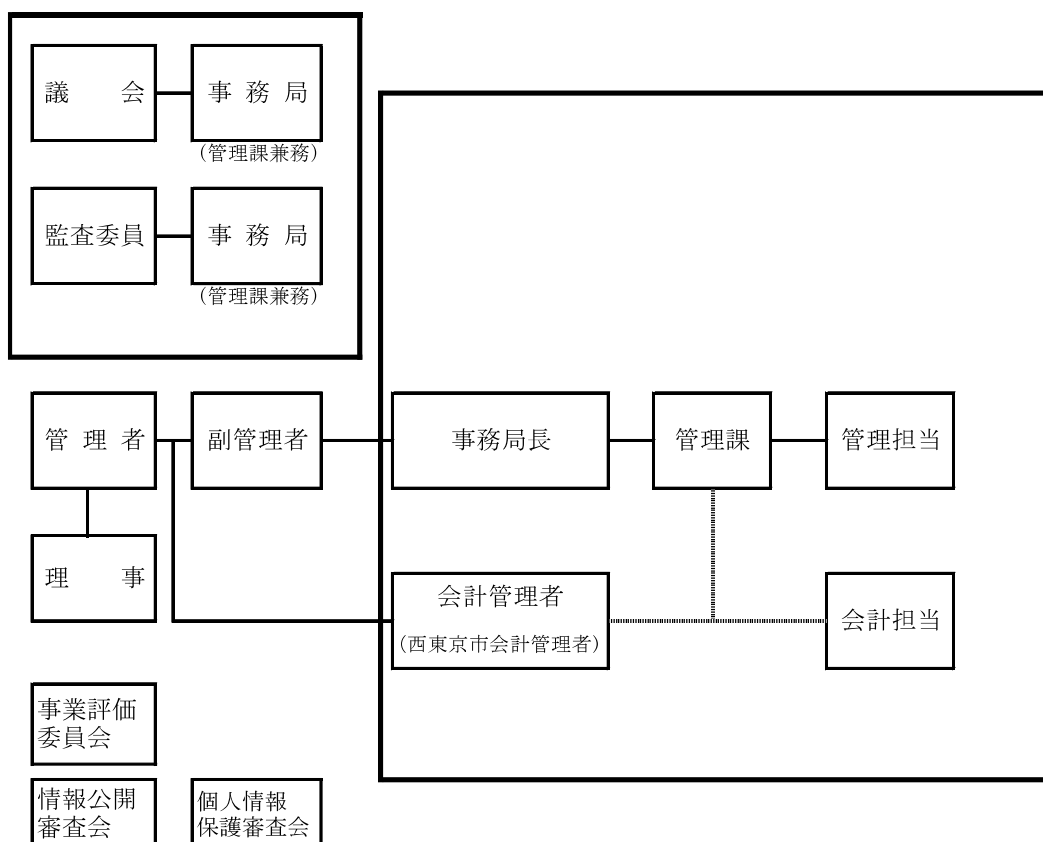 議　　会
事 務 局
（管理課兼務）
監査委員
事 務 局
（管理課兼務）
管 理 者
副管理者
事務局長
管理課
管理担当
理　　事
会計管理者
（西東京市会計管理者）
会計担当
事業評価
委員会
情報公開
審査会
個人情報
保護審査会